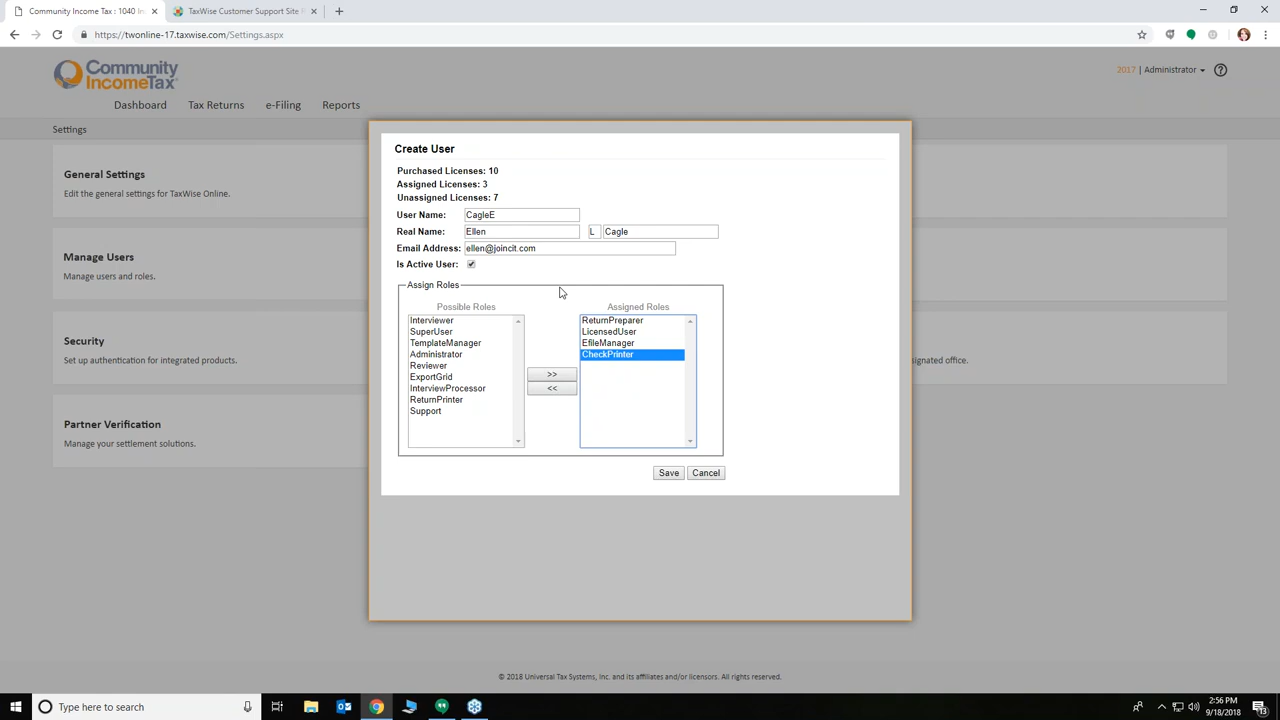 Community Income Tax : 1040 In
TaxWise Customer Support Site P
https://twonline-17.taxwise.com/Settings.aspx
Community
IncomeTax
2017 | Administrator
Dashboard
Tax Returns
e-Filing
Reports
Settings
General Settings
Edit the general settings for TaxWise Online.
Manage Users
Manage users and roles.
Security
Set up authentication for integrated products.
ignated office.
Partner Verification
Manage your settlement solutions.
Create User
Purchased Licenses: 10
Assigned Licenses: 3
Unassigned Licenses: 7
User Name: CagleE
Real Name: Ellen L Cagle
Email Address: ellen@joincit.com
Is Active User:
Assign Roles
Possible Roles
Interviewer
SuperUser
TemplateManager
Administrator
Reviewer
ExportGrid
InterviewProcessor
ReturnPrinter
Support
>>
<<
Assigned Roles
ReturnPreparer
LicensedUser
EfileManager
CheckPrinter
Save
Cancel
© 2018 Universal Tax Systems, Inc. and its affiliates and/or licensors. All rights reserved.
Type here to search
2:56 PM
9/18/2018